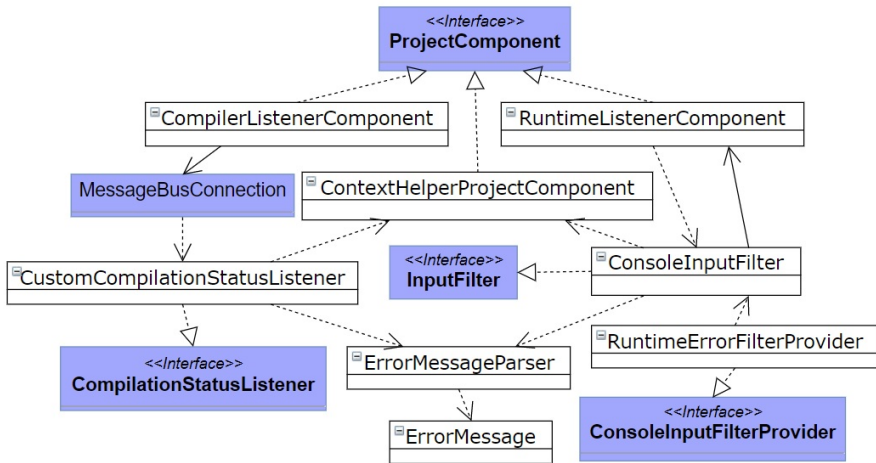 <<Interface>>
ProjectComponent
CompilerListenerComponent
RuntimeListenerComponent
MessageBusConnection
ContextHelperProjectComponent
CustomCompilationStatusListener
<<Interface>>
InputFilter
ConsoleInputFilter
<<Interface>>
CompilationStatusListener
ErrorMessageParser
RuntimeErrorFilterProvider
ErrorMessage
<<Interface>>
ConsoleInputFilterProvider